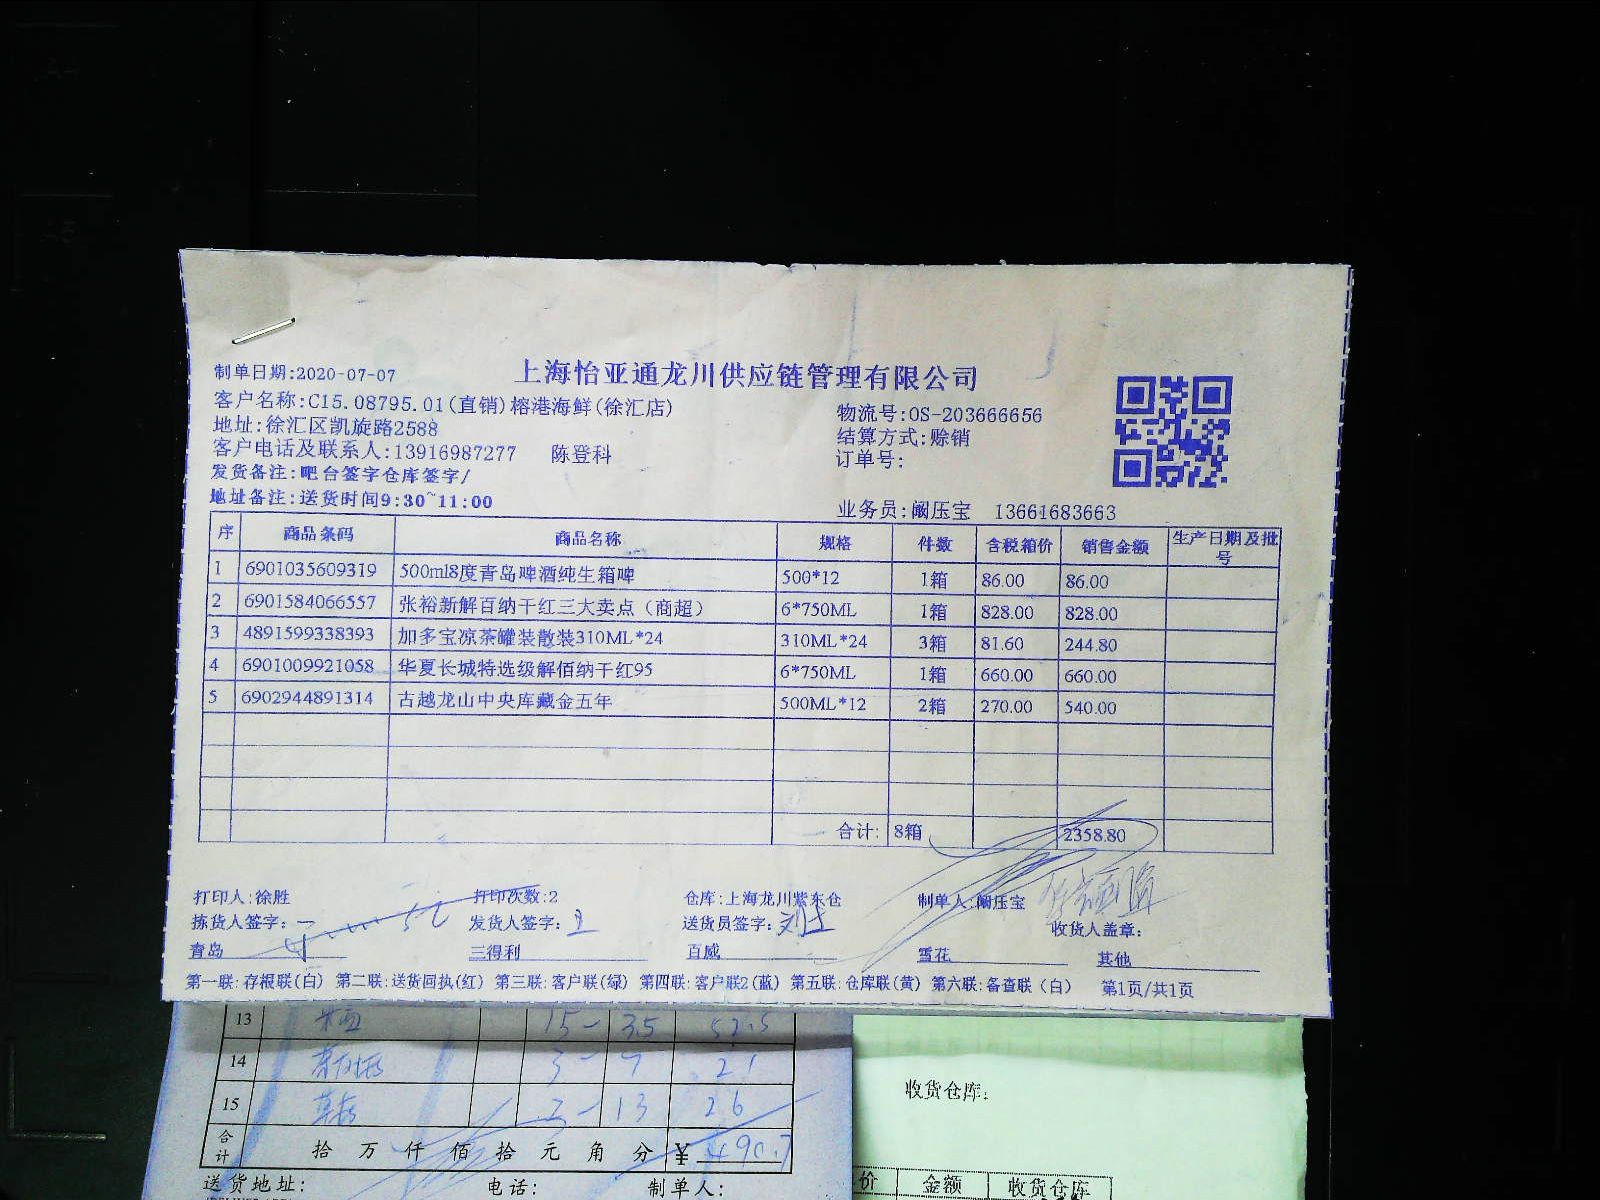 上海怡亚通龙川供应链管理有限公司
制单日期:2020-07-07
客户名称:C15.08795.01(直销)榕港海鲜(徐汇店)
物流号:OS-203666656
地址:徐汇区凯旋路2588
结算方式:赊销
客户电话及联系人:13916987277 陈登科
订单号:
发货备注:吧台签字仓库签字/
地址备注:送货时间9:30~11:00
业务员:阚压宝 13661683663
序 商品条码 商品名称 规格 件数 含税箱价 销售金额 生产日期及批号
1 6901035609319 500ml8度青岛啤酒纯生箱啤 500*12 1箱 86.00 86.00
2 6901584066557 张裕新解百纳干红三大卖点（商超） 6*750ML 1箱 828.00 828.00
3 4891599338393 加多宝凉茶罐装散装310ML*24 310ML*24 3箱 81.60 244.80
4 6901009921058 华夏长城特选级解佰纳干红95 6*750ML 1箱 660.00 660.00
5 6902944891314 古越龙山中央库藏金五年 500ML*12 2箱 270.00 540.00
合计: 8箱 2358.80
打印人:徐胜 打印次数:2 仓库:上海龙川紫东仓 制单人:阚压宝
拣货人签字: 发货人签字: 送货员签字: 收货人盖章:
青岛 三得利 百威 雪花 其他
第一联:存根联(白) 第二联:送货回执(红) 第三联:客户联(绿) 第四联:客户联2(蓝) 第五联:仓库联(黄) 第六联:备查联（白） 第1页/共1页
13 15 3.5 52.5
14 3 7 21
15 2 13 26
合计 拾 万 仟 佰 拾 元 角 分 ¥ 490.7
送货地址: 电话: 制单人:
收货仓库:
价 金额 收货仓库